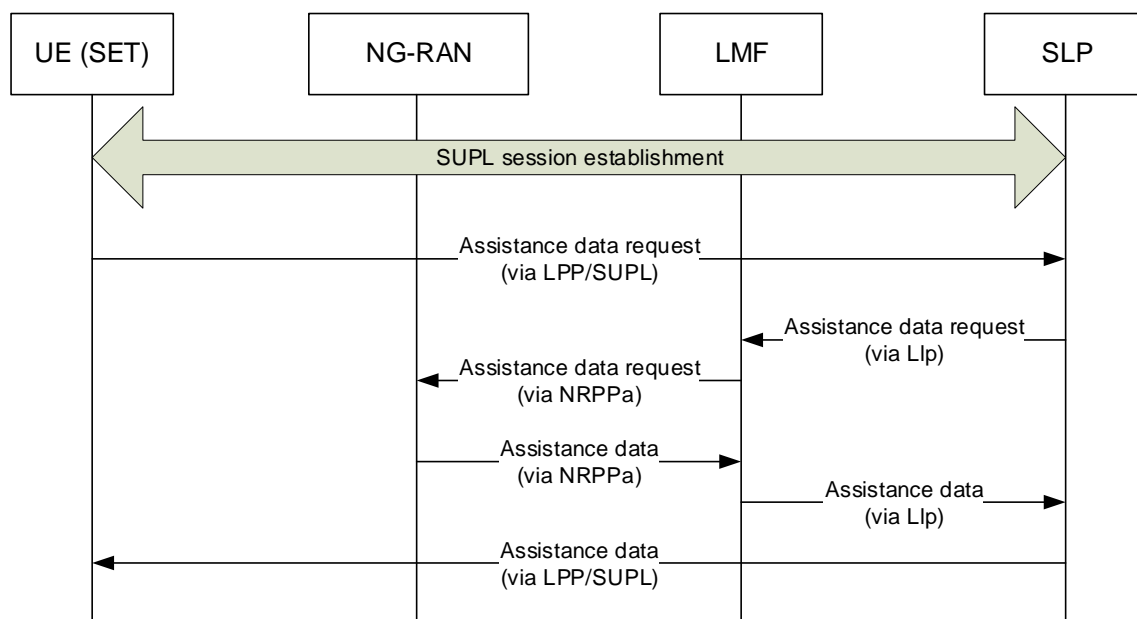 UE (SET)
NG-RAN
LMF
SLP
SUPL session establishment
Assistance data request
(via LPP/SUPL)
Assistance data request
(via Llp)
Assistance data request
(via NRPPa)
Assistance data
(via NRPPa)
Assistance data
(via Llp)
Assistance data
(via LPP/SUPL)